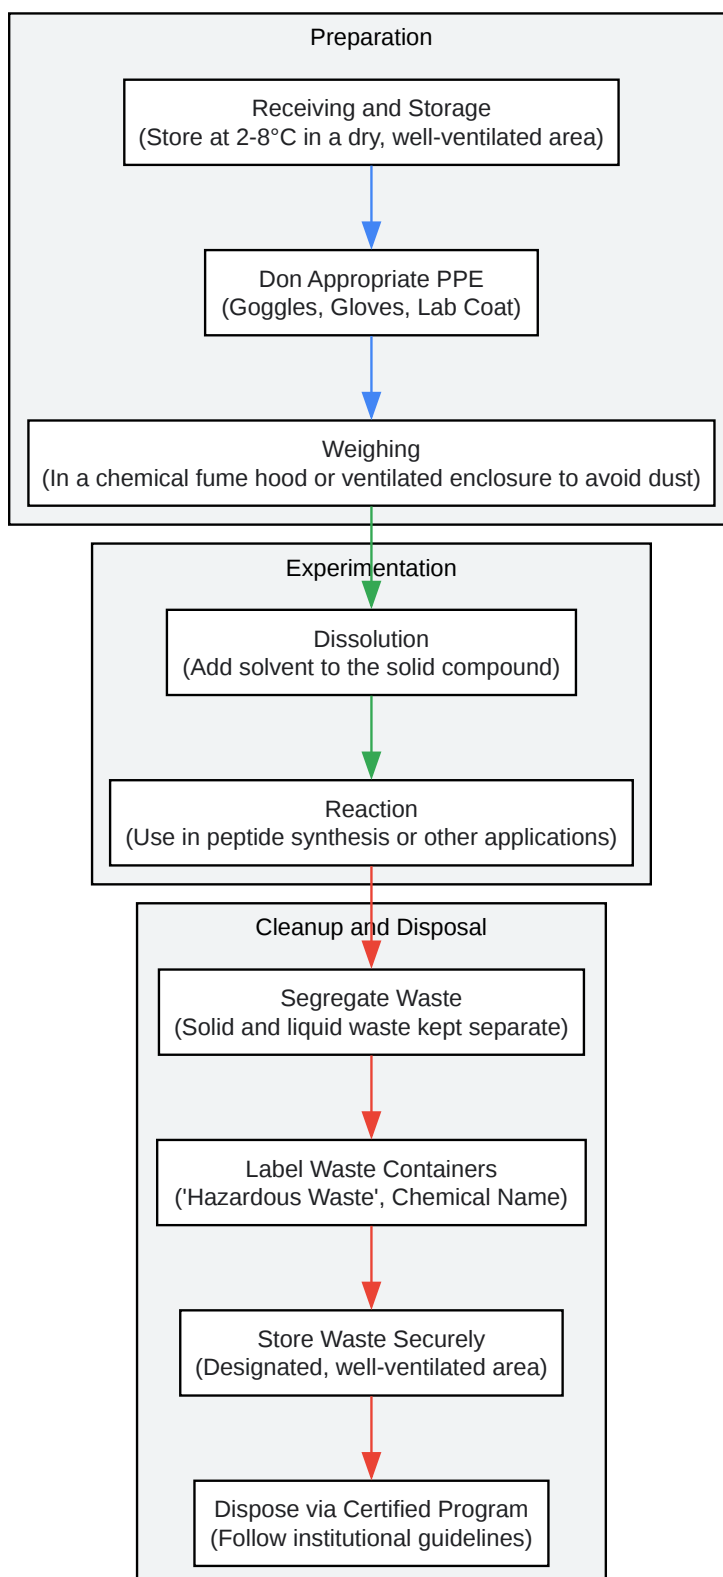 Preparation
Receiving and Storage
(Store at 2-8°C in a dry, well-ventilated area)
Don Appropriate PPE
(Goggles, Gloves, Lab Coat)
Weighing
(In a chemical fume hood or ventilated enclosure to avoid dust)
Experimentation
Dissolution
(Add solvent to the solid compound)
Reaction
(Use in peptide synthesis or other applications)
Cleanup and Disposal
Segregate Waste
(Solid and liquid waste kept separate)
Label Waste Containers
('Hazardous Waste', Chemical Name)
Store Waste Securely
(Designated, well-ventilated area)
Dispose via Certified Program
(Follow institutional guidelines)